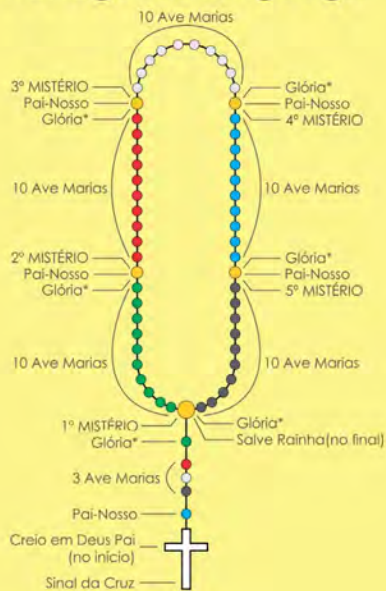 10 Ave Marias
3º MISTÉRIO
Pai-Nosso
Glória*
Glória*
Pai-Nosso
4º MISTÉRIO
10 Ave Marias
10 Ave Marias
2º MISTÉRIO
Pai-Nosso
Glória*
Glória*
Pai-Nosso
5º MISTÉRIO
10 Ave Marias
10 Ave Marias
1º MISTÉRIO
Glória*
Glória*
Salve Rainha(no final)
3 Ave Marias
Pai-Nosso
Creio em Deus Pai
(no início)
Sinal da Cruz